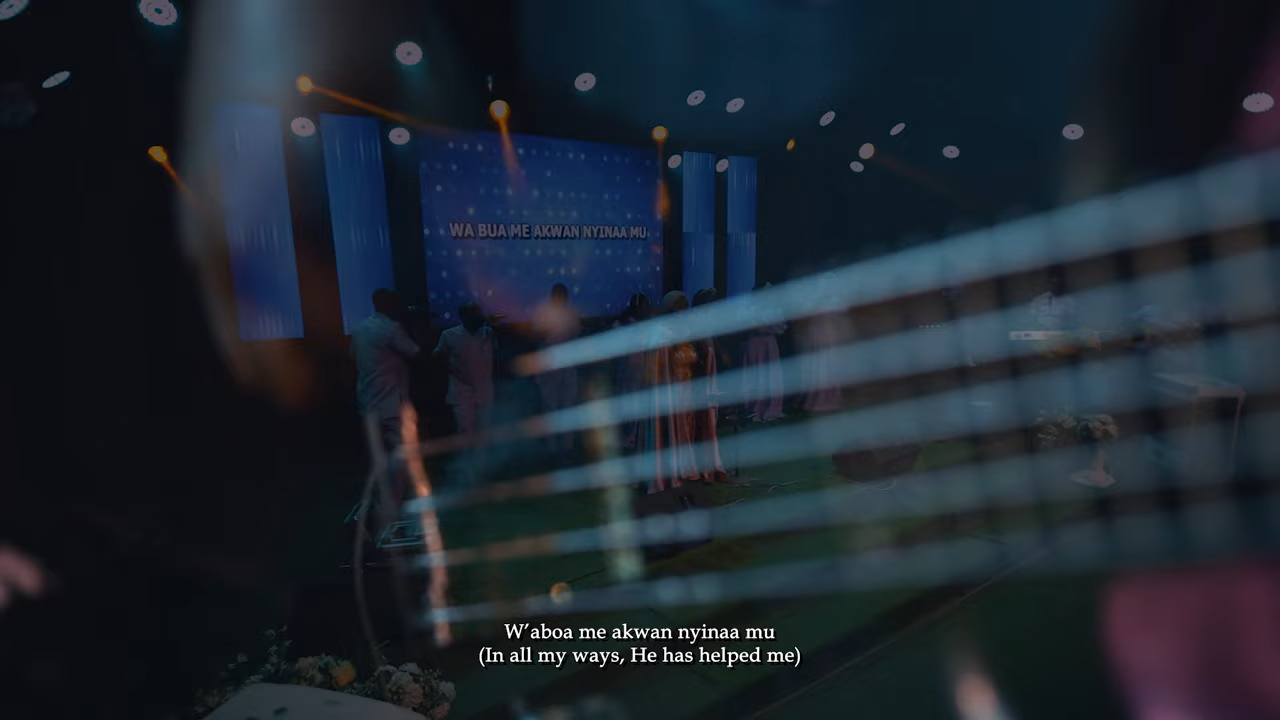 WA BUA ME AKWAN NYINAA MU
W'aboa me akwan nyinaa mu
(In all my ways, He has helped me)